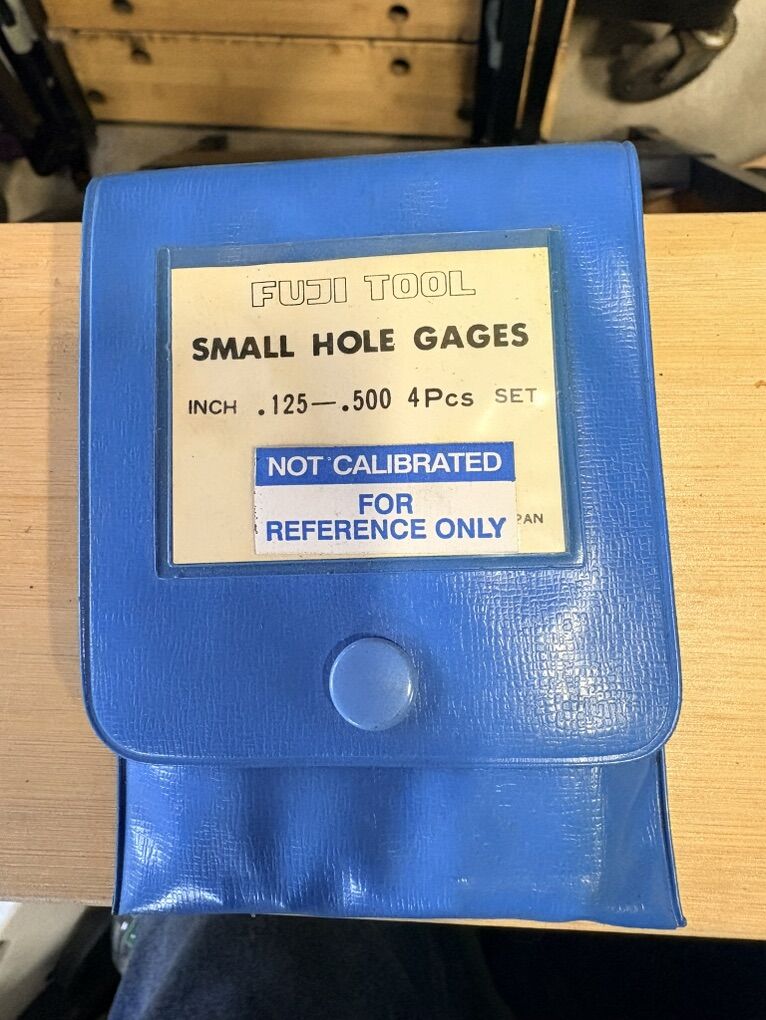 FUJI TOOL
SMALL HOLE GAGES
INCH .125—.500 4Pcs SET
NOT CALIBRATED
FOR
REFERENCE ONLY